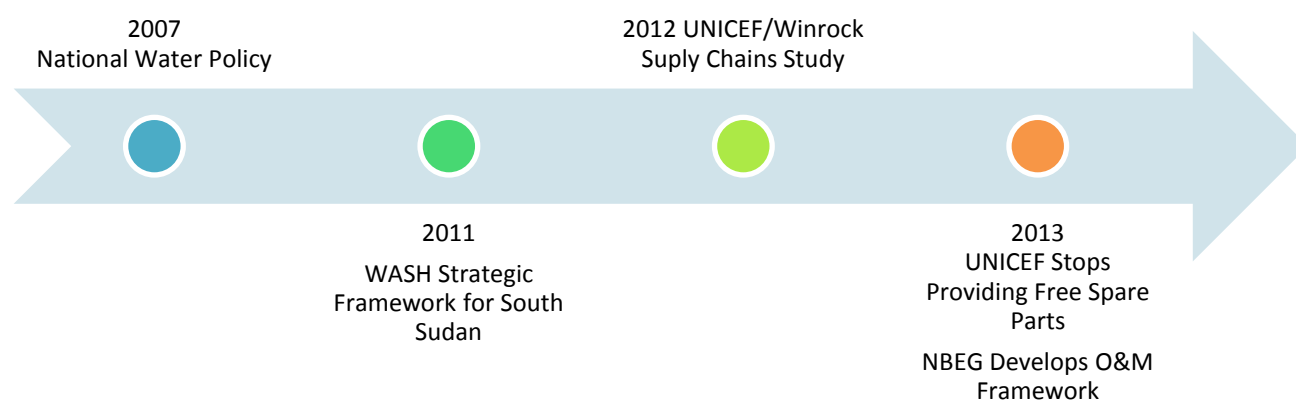 2007
National Water Policy
2011
WASH Strategic
Framework for South
Sudan
2012 UNICEF/Winrock
Suply Chains Study
2013
UNICEF Stops
Providing Free Spare
Parts
NBEG Develops O&M
Framework